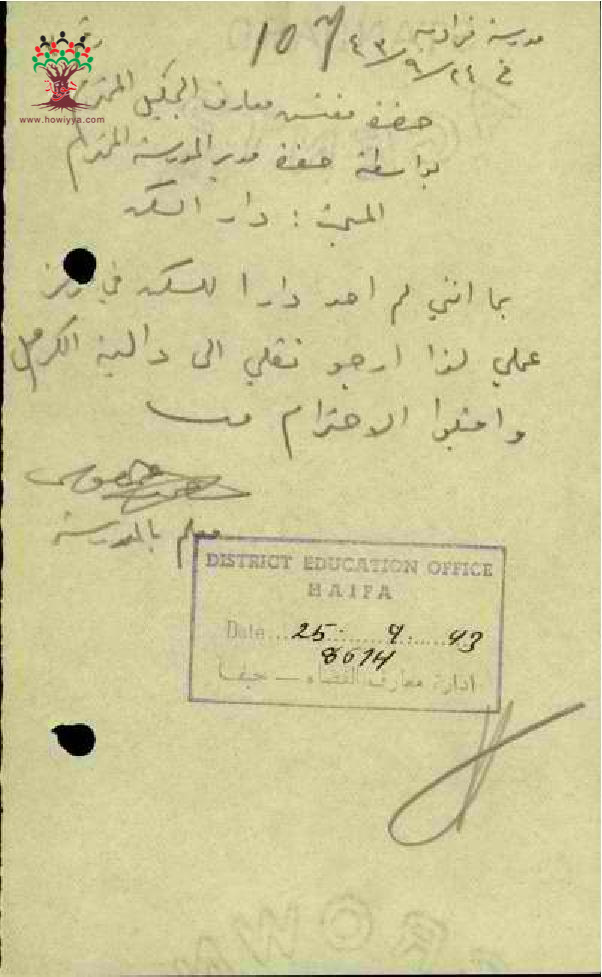 مدرسة فرادية
في ٢٤/٩/٤٣
www.howiyya.com
حضرة مفتش معارف الجليل المحترم
بواسطة حضرة مدير المدرسة المحترم
المبحث : دار السكن
بما انني لم اجد دارا للسكن في مركز
عملي لذا ارجو نقلي الى دالية الكرمل
واقبلوا الاحترام
معلم بالمدرسة
DISTRICT EDUCATION OFFICE
HAIFA
Date 25. 9. 43
8614
ادارة معارف القضاء — حيفا
CROWN